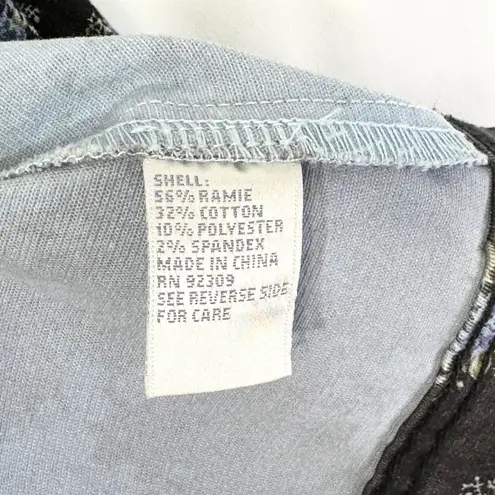 SHELL:
56% RAMIE
32% COTTON
10% POLYESTER
2% SPANDEX
MADE IN CHINA
RN 92309
SEE REVERSE SIDE
FOR CARE